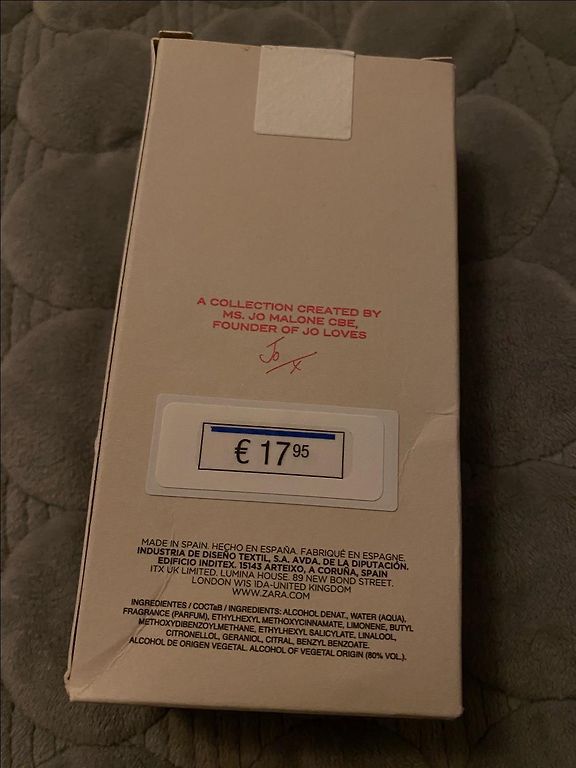 A COLLECTION CREATED BY
MS. JO MALONE CBE,
FOUNDER OF JO LOVES
Jo x
€ 17 95
MADE IN SPAIN. HECHO EN ESPAÑA. FABRIQUÉ EN ESPAGNE.
INDUSTRIA DE DISEÑO TEXTIL, S.A. AVDA. DE LA DIPUTACIÓN.
EDIFICIO INDITEX. 15143 ARTEIXO, A CORUÑA, SPAIN
ITX UK LIMITED. LUMINA HOUSE. 89 NEW BOND STREET.
LONDON W1S 1DA-UNITED KINGDOM
WWW.ZARA.COM
INGREDIENTES / СОСТаВ / INGREDIENTS: ALCOHOL DENAT., WATER (AQUA),
FRAGRANCE (PARFUM), ETHYLHEXYL METHOXYCINNAMATE, LIMONENE, BUTYL
METHOXYDIBENZOYLMETHANE, ETHYLHEXYL SALICYLATE, LINALOOL,
CITRONELLOL, GERANIOL, CITRAL, BENZYL BENZOATE.
ALCOHOL DE ORIGEN VEGETAL. ALCOHOL OF VEGETAL ORIGIN (80% VOL.).